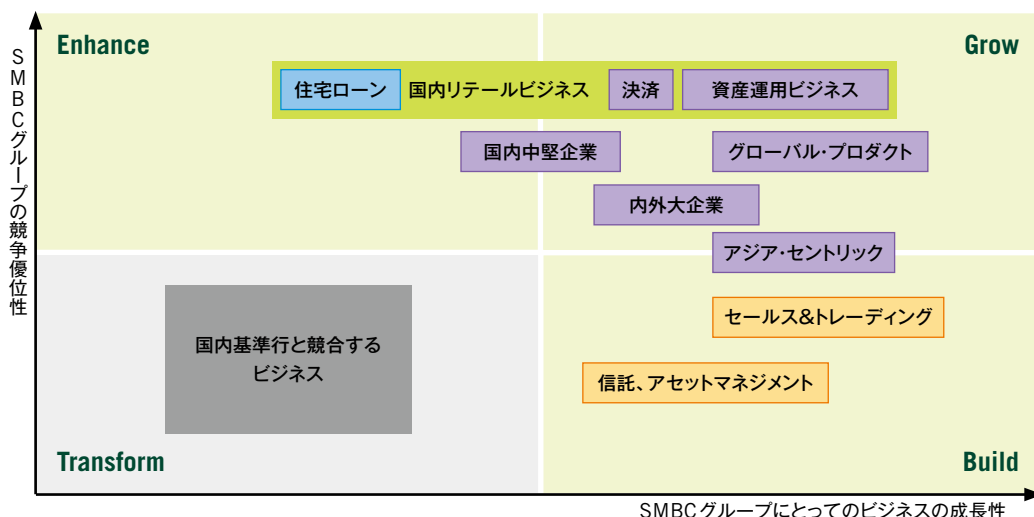 SMBCグループの競争優位性
Enhance
Grow
住宅ローン
国内リテールビジネス
決済
資産運用ビジネス
国内中堅企業
グローバル・プロダクト
内外大企業
アジア・セントリック
セールス&トレーディング
国内基準行と競合する
ビジネス
信託、アセットマネジメント
Transform
Build
SMBCグループにとってのビジネスの成長性